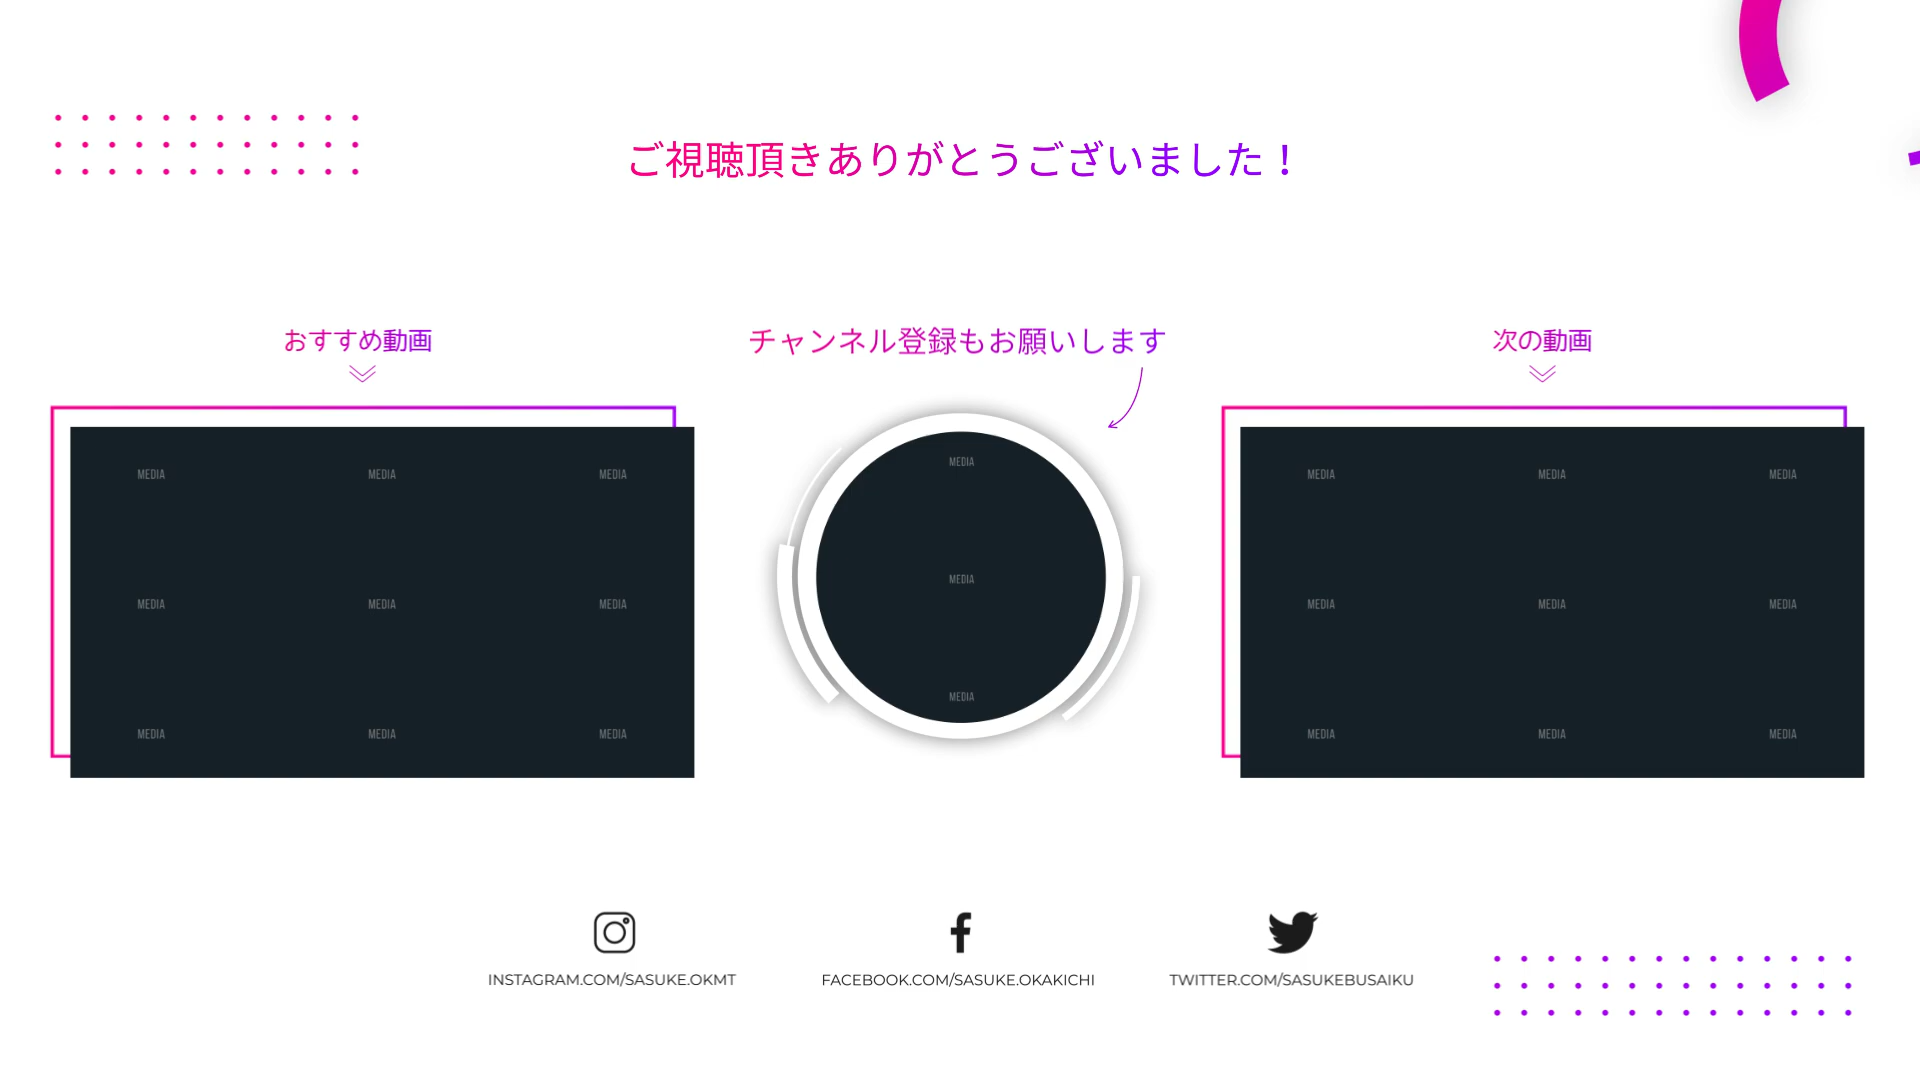 ご視聴頂きありがとうございました！
おすすめ動画
チャンネル登録もお願いします
次の動画
MEDIA MEDIA MEDIA
MEDIA MEDIA MEDIA
MEDIA MEDIA MEDIA
MEDIA
MEDIA
MEDIA
MEDIA MEDIA MEDIA
MEDIA MEDIA MEDIA
MEDIA MEDIA MEDIA
INSTAGRAM.COM/SASUKE.OKMT
FACEBOOK.COM/SASUKE.OKAKICHI
TWITTER.COM/SASUKEBUSAIKU